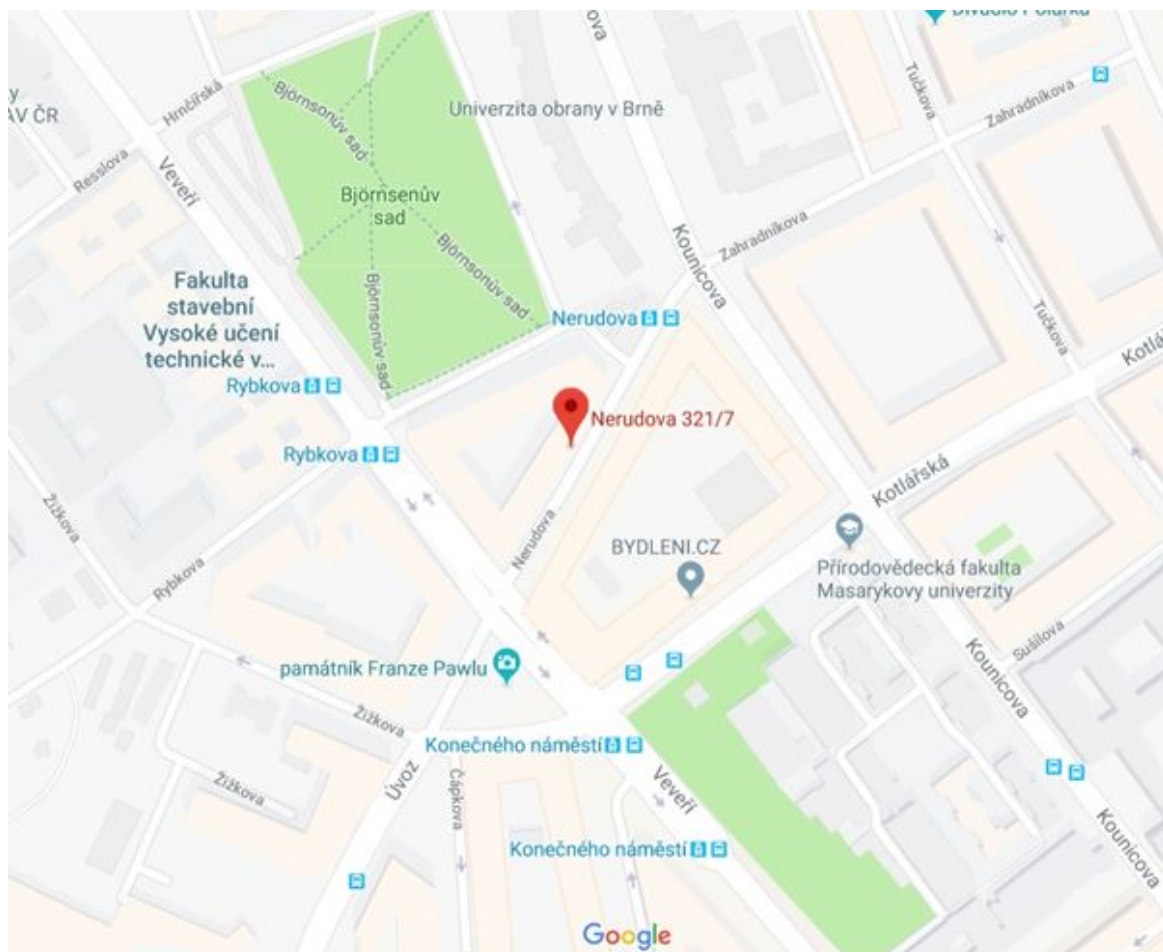 Divadlo Polárka
Tučkova
Zahradníkova
ova
y
AV ČR
Hrnčířská
Resslova
Veveří
Björnsonův sad
Univerzita obrany v Brně
Björnsenův
sad
Björnsonův sad
Björnsonův sad
Kounicova
Zahradníkova
Fakulta
stavební
Vysoké učení
technické v...
Nerudova
Tučkova
Kotlá
Rybkova
Nerudova 321/7
Rybkova
Kotlářská
Žižkova
Nerudova
BYDLENI.CZ
Přírodovědecká fakulta
Masarykovy univerzity
Rybkova
Sušilova
památník Franze Pawlu
Kounicova
Žižkova
Konečného náměstí
Úvoz
Čápkova
Veveří
Žižkova
Kounicova
Konečného náměstí
Google